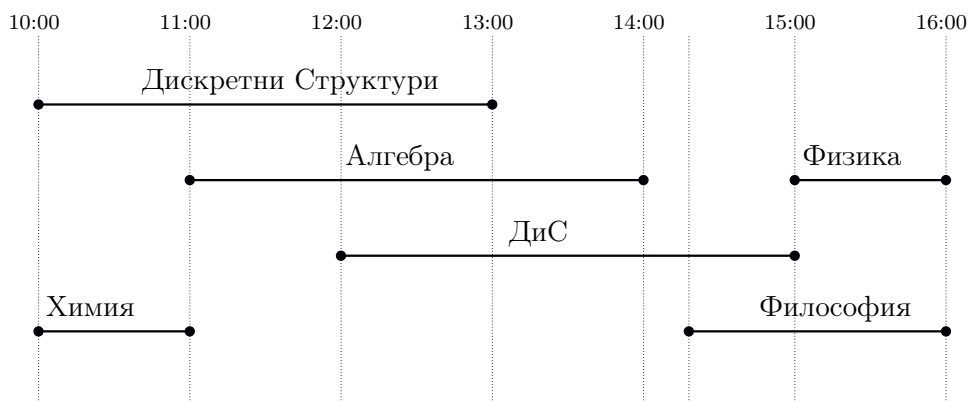 10:00 11:00 12:00 13:00 14:00 15:00 16:00
Дискретни Структури
Алгебра Физика
ДиС
Химия Философия